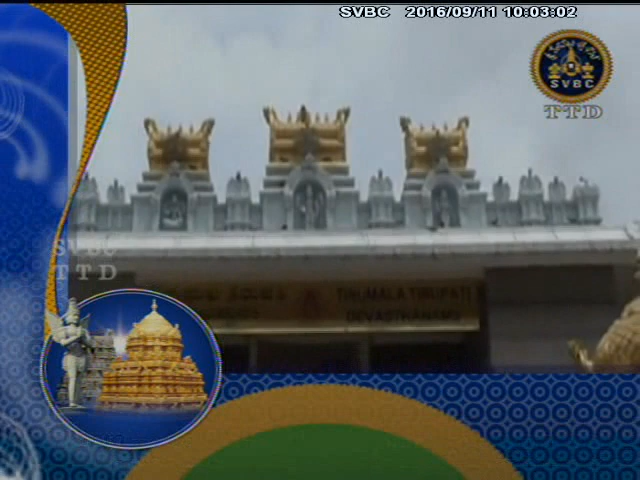 SVBC 2016/09/11 10:03:02
SVBC
TTD
SVBC
TTD
TIRUMALA TIRUPATI
DEVASTHANAMS